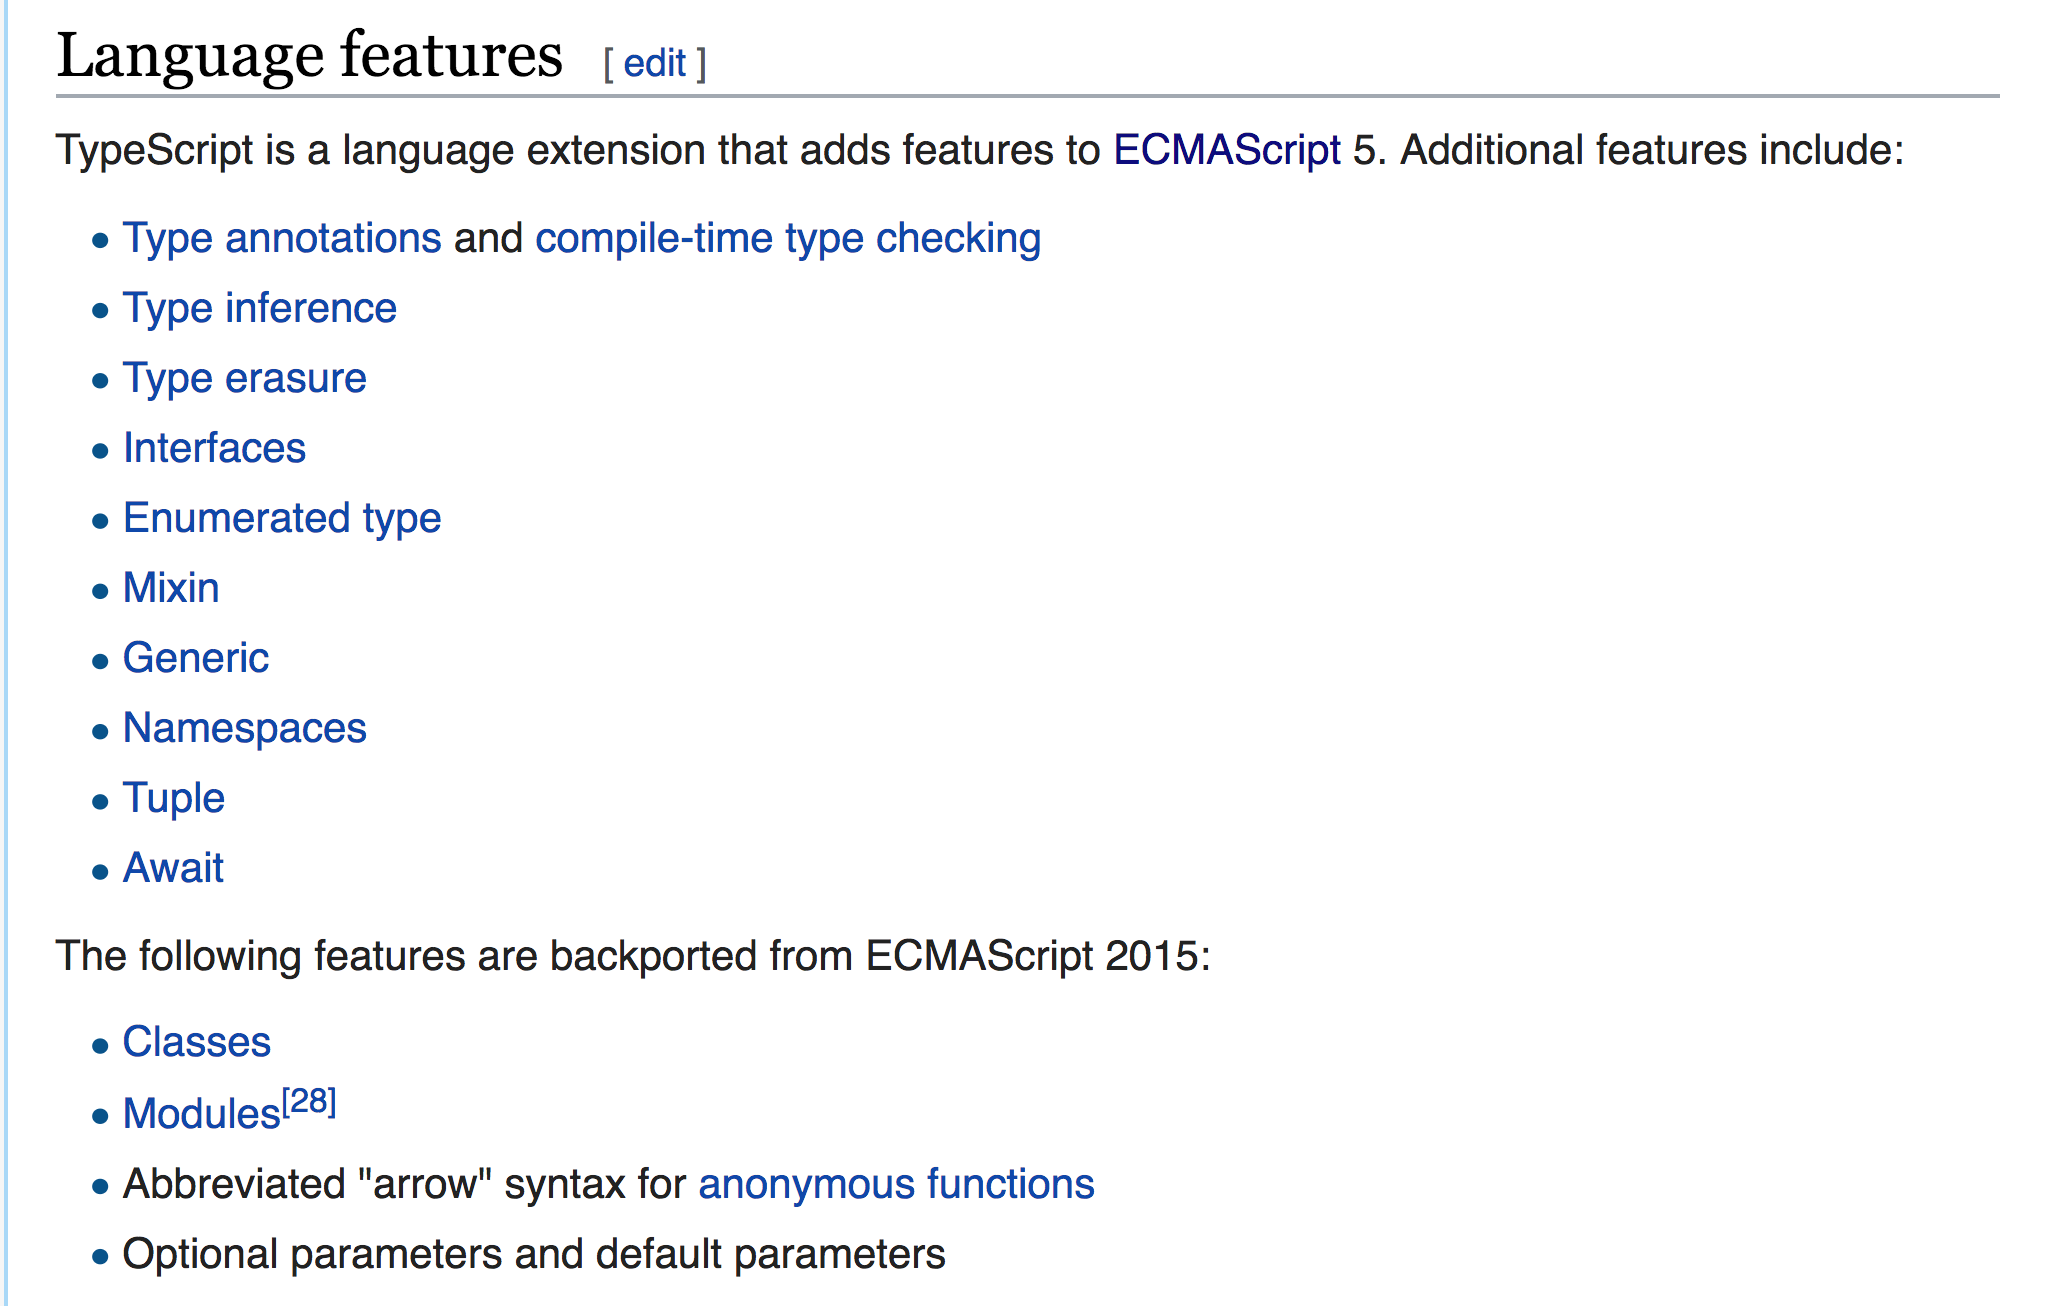 Language features [ edit ]
TypeScript is a language extension that adds features to ECMAScript 5. Additional features include:
• Type annotations and compile-time type checking
• Type inference
• Type erasure
• Interfaces
• Enumerated type
• Mixin
• Generic
• Namespaces
• Tuple
• Await
The following features are backported from ECMAScript 2015:
• Classes
• Modules[28]
• Abbreviated "arrow" syntax for anonymous functions
• Optional parameters and default parameters